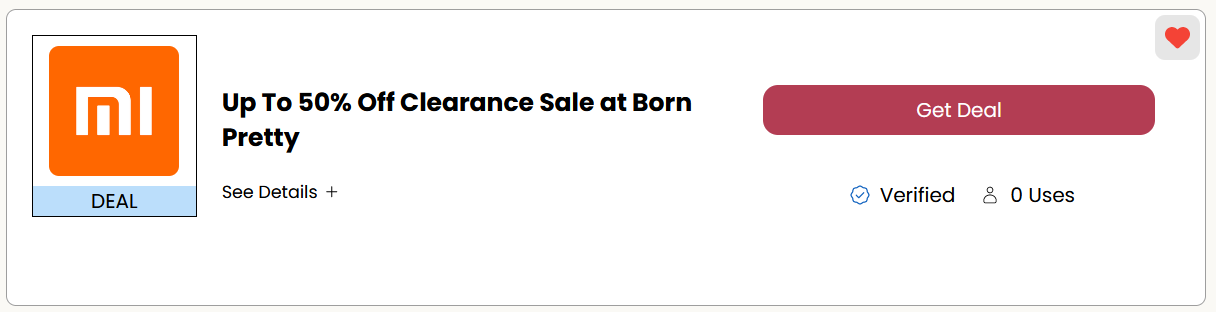 mi
DEAL
Up To 50% Off Clearance Sale at Born
Pretty
See Details +
Get Deal
Verified
0 Uses